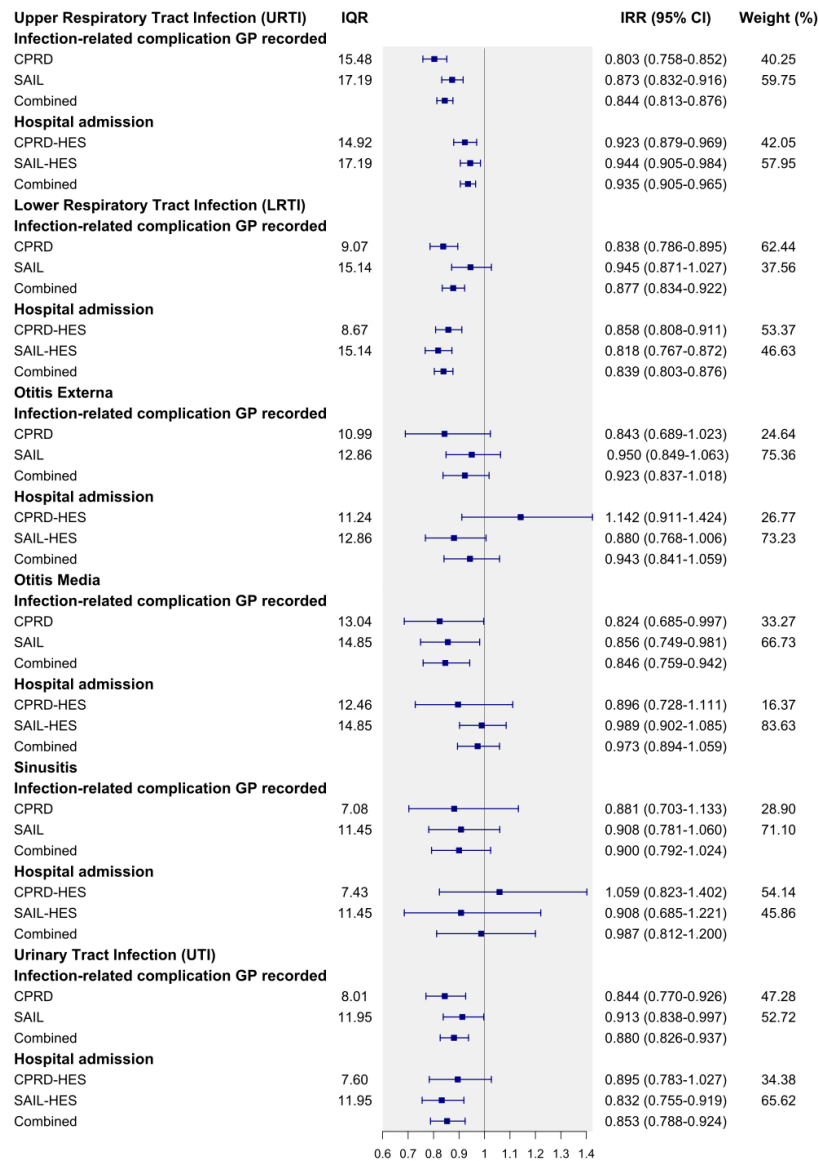 Upper Respiratory Tract Infection (URTI) IQR IRR (95% CI) Weight (%)
Infection-related complication GP recorded
CPRD 15.48 0.803 (0.758-0.852) 40.25
SAIL 17.19 0.873 (0.832-0.916) 59.75
Combined 0.844 (0.813-0.876)
Hospital admission
CPRD-HES 14.92 0.923 (0.879-0.969) 42.05
SAIL-HES 17.19 0.944 (0.905-0.984) 57.95
Combined 0.935 (0.905-0.965)
Lower Respiratory Tract Infection (LRTI)
Infection-related complication GP recorded
CPRD 9.07 0.838 (0.786-0.895) 62.44
SAIL 15.14 0.945 (0.871-1.027) 37.56
Combined 0.877 (0.834-0.922)
Hospital admission
CPRD-HES 8.67 0.858 (0.808-0.911) 53.37
SAIL-HES 15.14 0.818 (0.767-0.872) 46.63
Combined 0.839 (0.803-0.876)
Otitis Externa
Infection-related complication GP recorded
CPRD 10.99 0.843 (0.689-1.023) 24.64
SAIL 12.86 0.950 (0.849-1.063) 75.36
Combined 0.923 (0.837-1.018)
Hospital admission
CPRD-HES 11.24 1.142 (0.911-1.424) 26.77
SAIL-HES 12.86 0.880 (0.768-1.006) 73.23
Combined 0.943 (0.841-1.059)
Otitis Media
Infection-related complication GP recorded
CPRD 13.04 0.824 (0.685-0.997) 33.27
SAIL 14.85 0.856 (0.749-0.981) 66.73
Combined 0.846 (0.759-0.942)
Hospital admission
CPRD-HES 12.46 0.896 (0.728-1.111) 16.37
SAIL-HES 14.85 0.989 (0.902-1.085) 83.63
Combined 0.973 (0.894-1.059)
Sinusitis
Infection-related complication GP recorded
CPRD 7.08 0.881 (0.703-1.133) 28.90
SAIL 11.45 0.908 (0.781-1.060) 71.10
Combined 0.900 (0.792-1.024)
Hospital admission
CPRD-HES 7.43 1.059 (0.823-1.402) 54.14
SAIL-HES 11.45 0.908 (0.685-1.221) 45.86
Combined 0.987 (0.812-1.200)
Urinary Tract Infection (UTI)
Infection-related complication GP recorded
CPRD 8.01 0.844 (0.770-0.926) 47.28
SAIL 11.95 0.913 (0.838-0.997) 52.72
Combined 0.880 (0.826-0.937)
Hospital admission
CPRD-HES 7.60 0.895 (0.783-1.027) 34.38
SAIL-HES 11.95 0.832 (0.755-0.919) 65.62
Combined 0.853 (0.788-0.924)
0.6 0.7 0.8 0.9 1 1.1 1.2 1.3 1.4